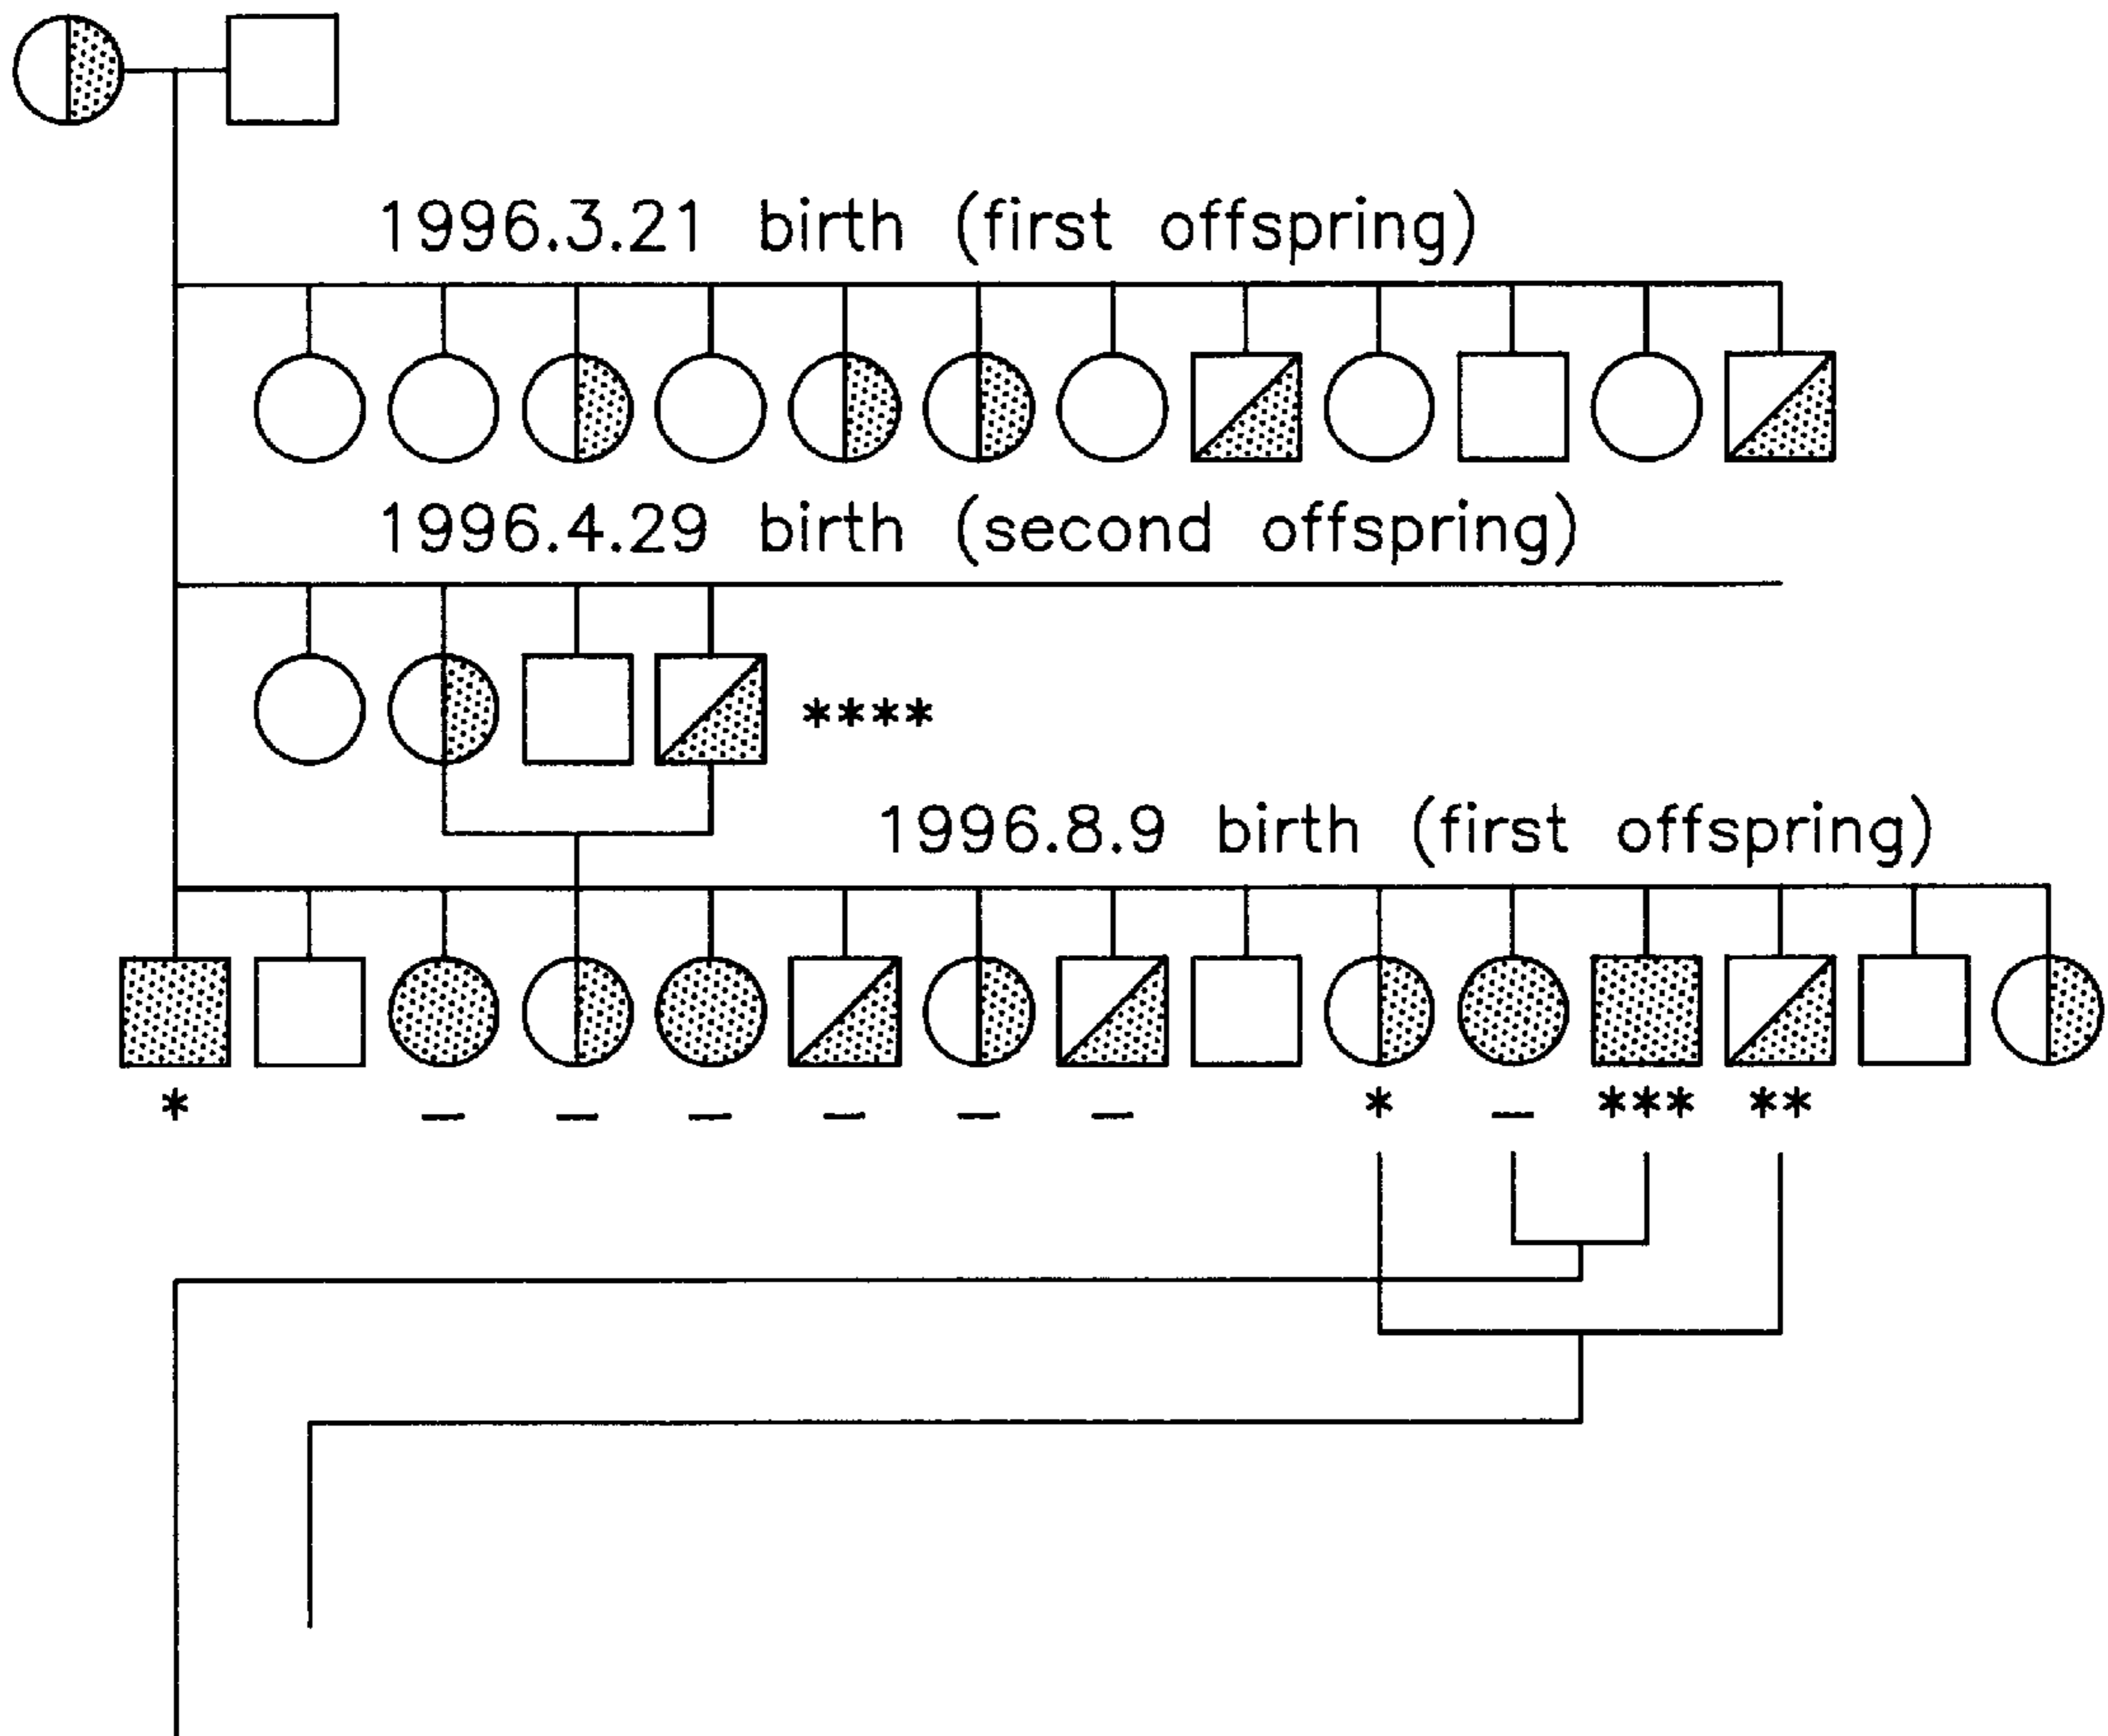 1996.3.21 birth (first offspring)
1996.4.29 birth (second offspring)
****
1996.8.9 birth (first offspring)
* – – – – – – * – *** **